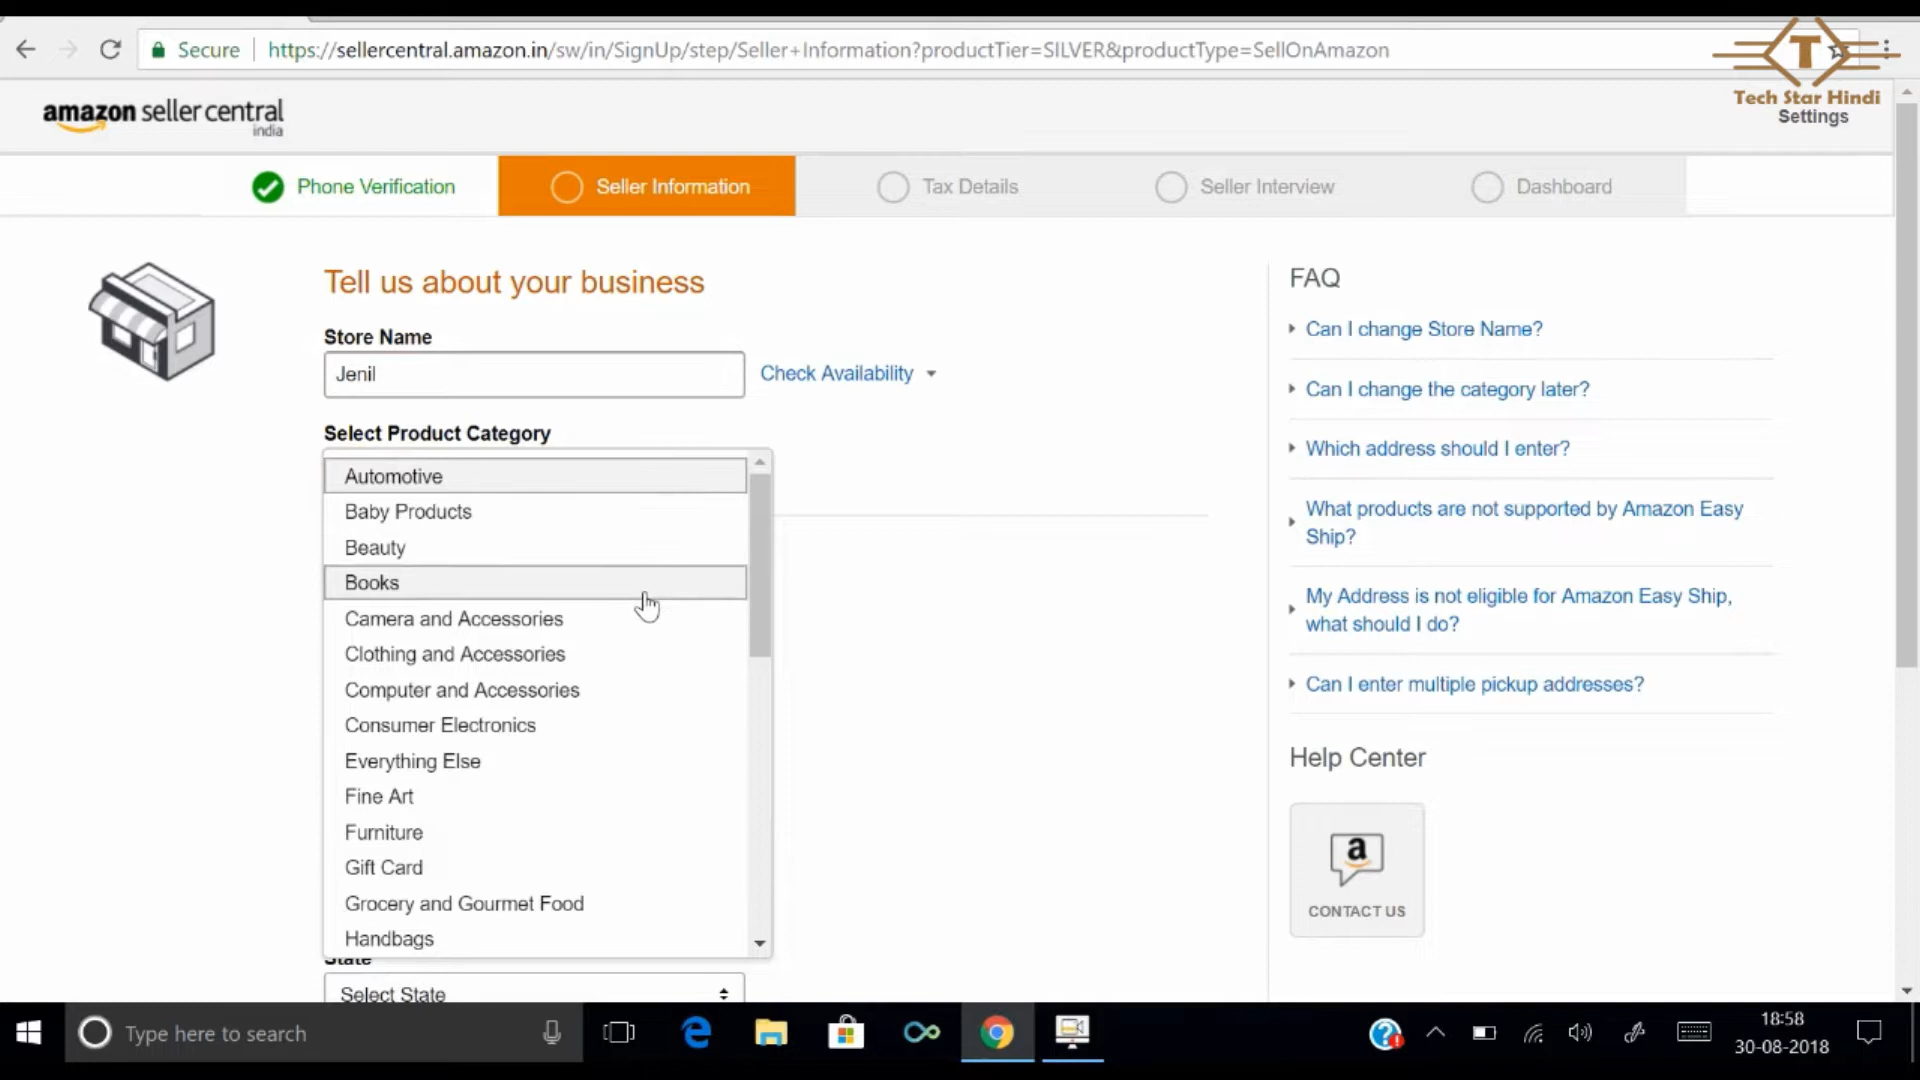 Secure https://sellercentral.amazon.in/sw/in/SignUp/step/Seller+Information?productTier=SILVER&productType=SellOnAmazon
T
Tech Star Hindi
Settings
amazon seller central
india
Phone Verification
Seller Information
Tax Details
Seller Interview
Dashboard
Tell us about your business
Store Name
Jenil
Check Availability
Select Product Category
Automotive
Baby Products
Beauty
Books
Camera and Accessories
Clothing and Accessories
Computer and Accessories
Consumer Electronics
Everything Else
Fine Art
Furniture
Gift Card
Grocery and Gourmet Food
Handbags
State
Select State
FAQ
Can I change Store Name?
Can I change the category later?
Which address should I enter?
What products are not supported by Amazon Easy
Ship?
My Address is not eligible for Amazon Easy Ship,
what should I do?
Can I enter multiple pickup addresses?
Help Center
a
CONTACT US
Type here to search
18:58
30-08-2018